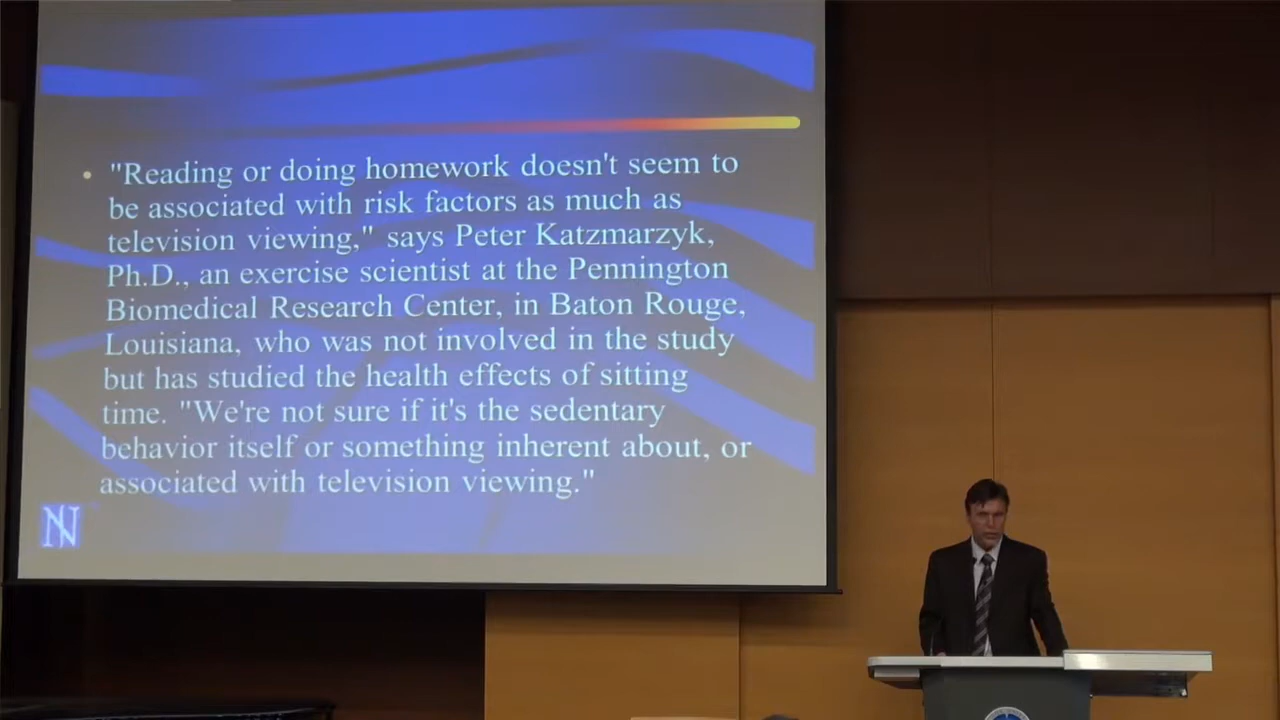 • "Reading or doing homework doesn't seem to
be associated with risk factors as much as
television viewing," says Peter Katzmarzyk,
Ph.D., an exercise scientist at the Pennington
Biomedical Research Center, in Baton Rouge,
Louisiana, who was not involved in the study
but has studied the health effects of sitting
time. "We're not sure if it's the sedentary
behavior itself or something inherent about, or
associated with television viewing."
N